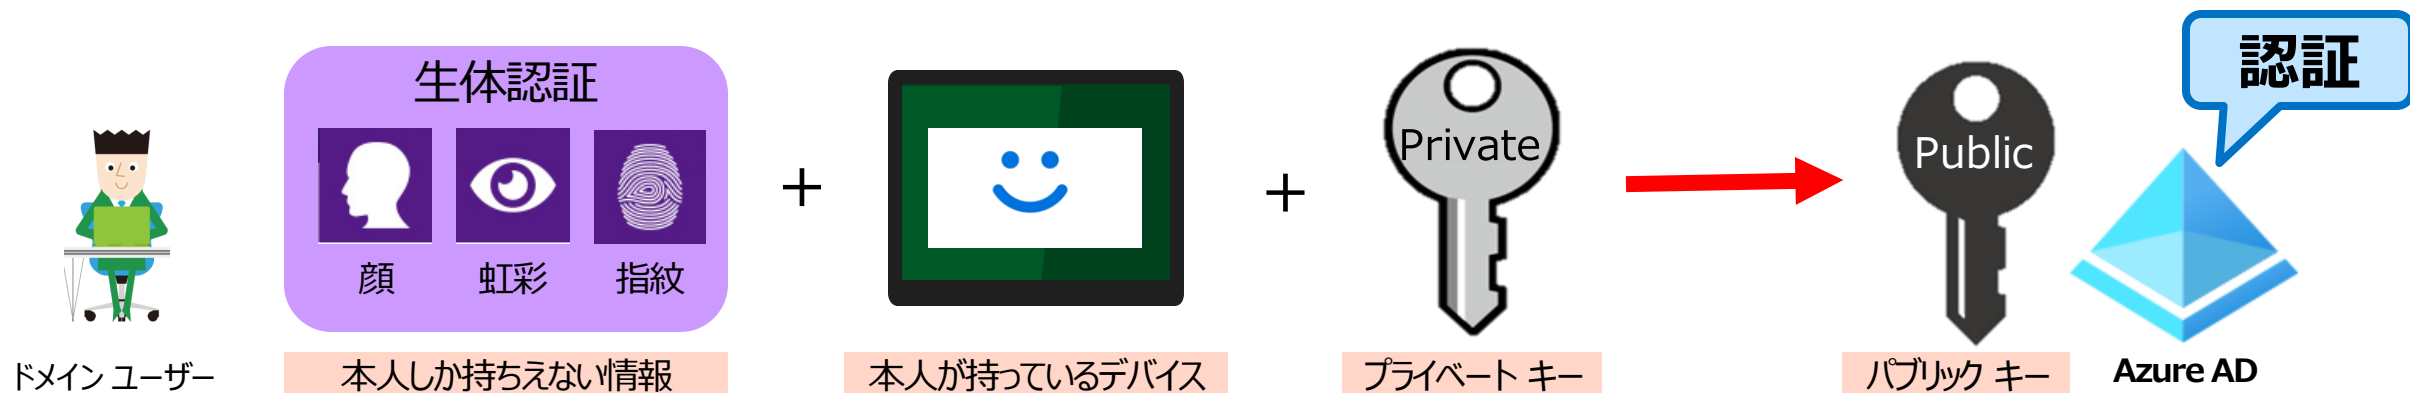 生体認証
顔
虹彩
指紋
+
+
Private
Public
認証
ドメイン ユーザー
本人しか持ちえない情報
本人が持っているデバイス
プライベート キー
パブリック キー
Azure AD